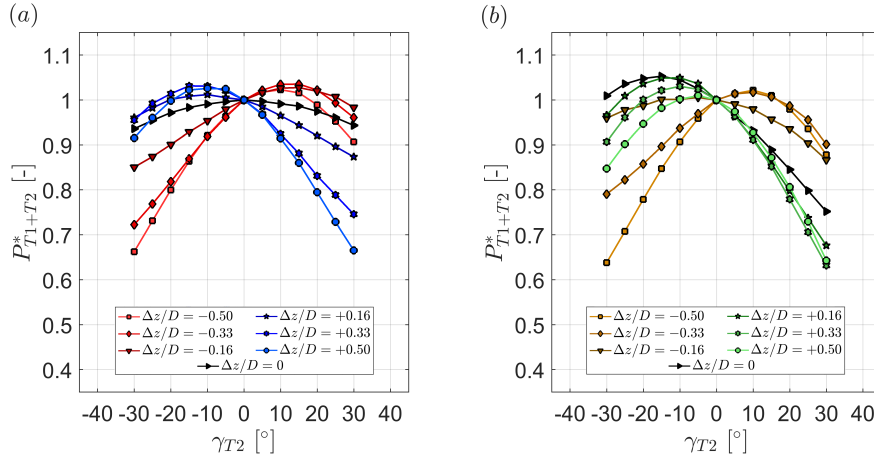 (a)
(b)
1.1
1
0.9
0.8
0.7
0.6
0.5
0.4
P*_{T1+T2} [-]
Δz/D = −0.50
Δz/D = −0.33
Δz/D = −0.16
Δz/D = +0.16
Δz/D = +0.33
Δz/D = +0.50
Δz/D = 0
-40 -30 -20 -10 0 10 20 30 40
γ_{T2} [°]
1.1
1
0.9
0.8
0.7
0.6
0.5
0.4
P*_{T1+T2} [-]
Δz/D = −0.50
Δz/D = −0.33
Δz/D = −0.16
Δz/D = +0.16
Δz/D = +0.33
Δz/D = +0.50
Δz/D = 0
-40 -30 -20 -10 0 10 20 30 40
γ_{T2} [°]